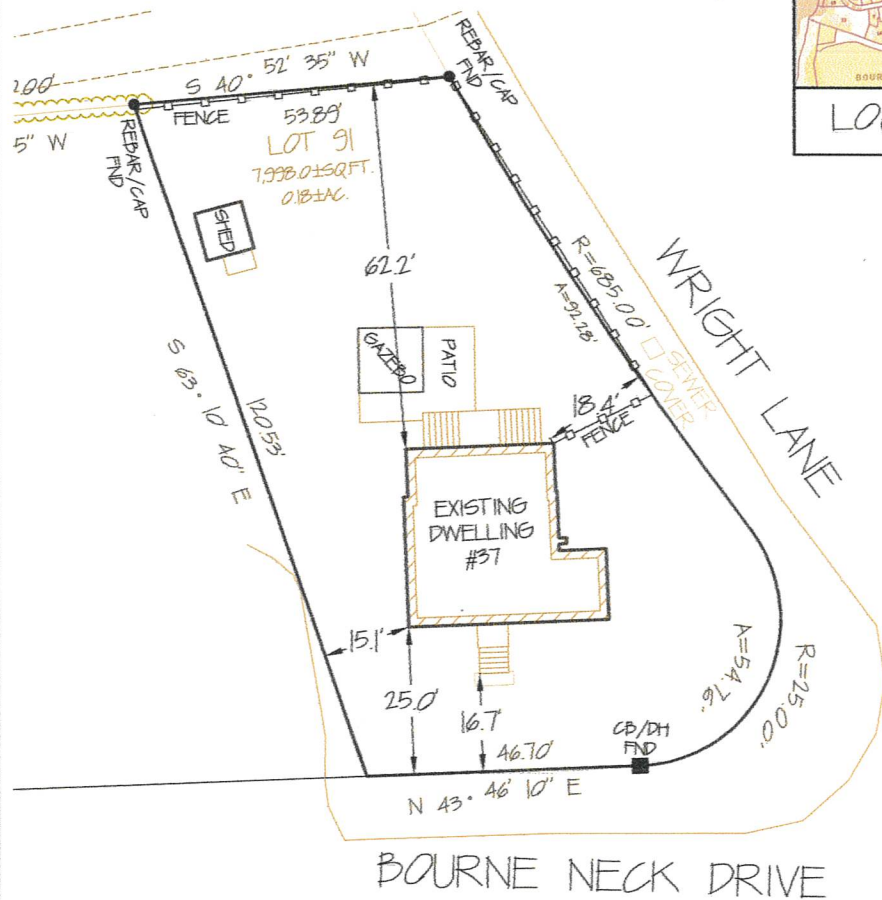 BOUR
LO
200'
5" W
S 40° 52' 35" W
REBAR/CAP
FND
REBAR/CAP
FND
FENCE
53.89'
LOT 91
7,998.0±SQ.FT.
0.18±AC.
SHED
62.2'
R=685.00'
A=92.28'
WRIGHT LANE
SEWER
COVER
GAZEBO
PATIO
18.4'
FENCE
S 63° 10' 40" E
120.53'
EXISTING
DWELLING
#37
15.1'
25.0'
16.7'
46.70'
CB/DH
FND
A=54.76'
R=25.00'
N 43° 46' 10" E
BOURNE NECK DRIVE